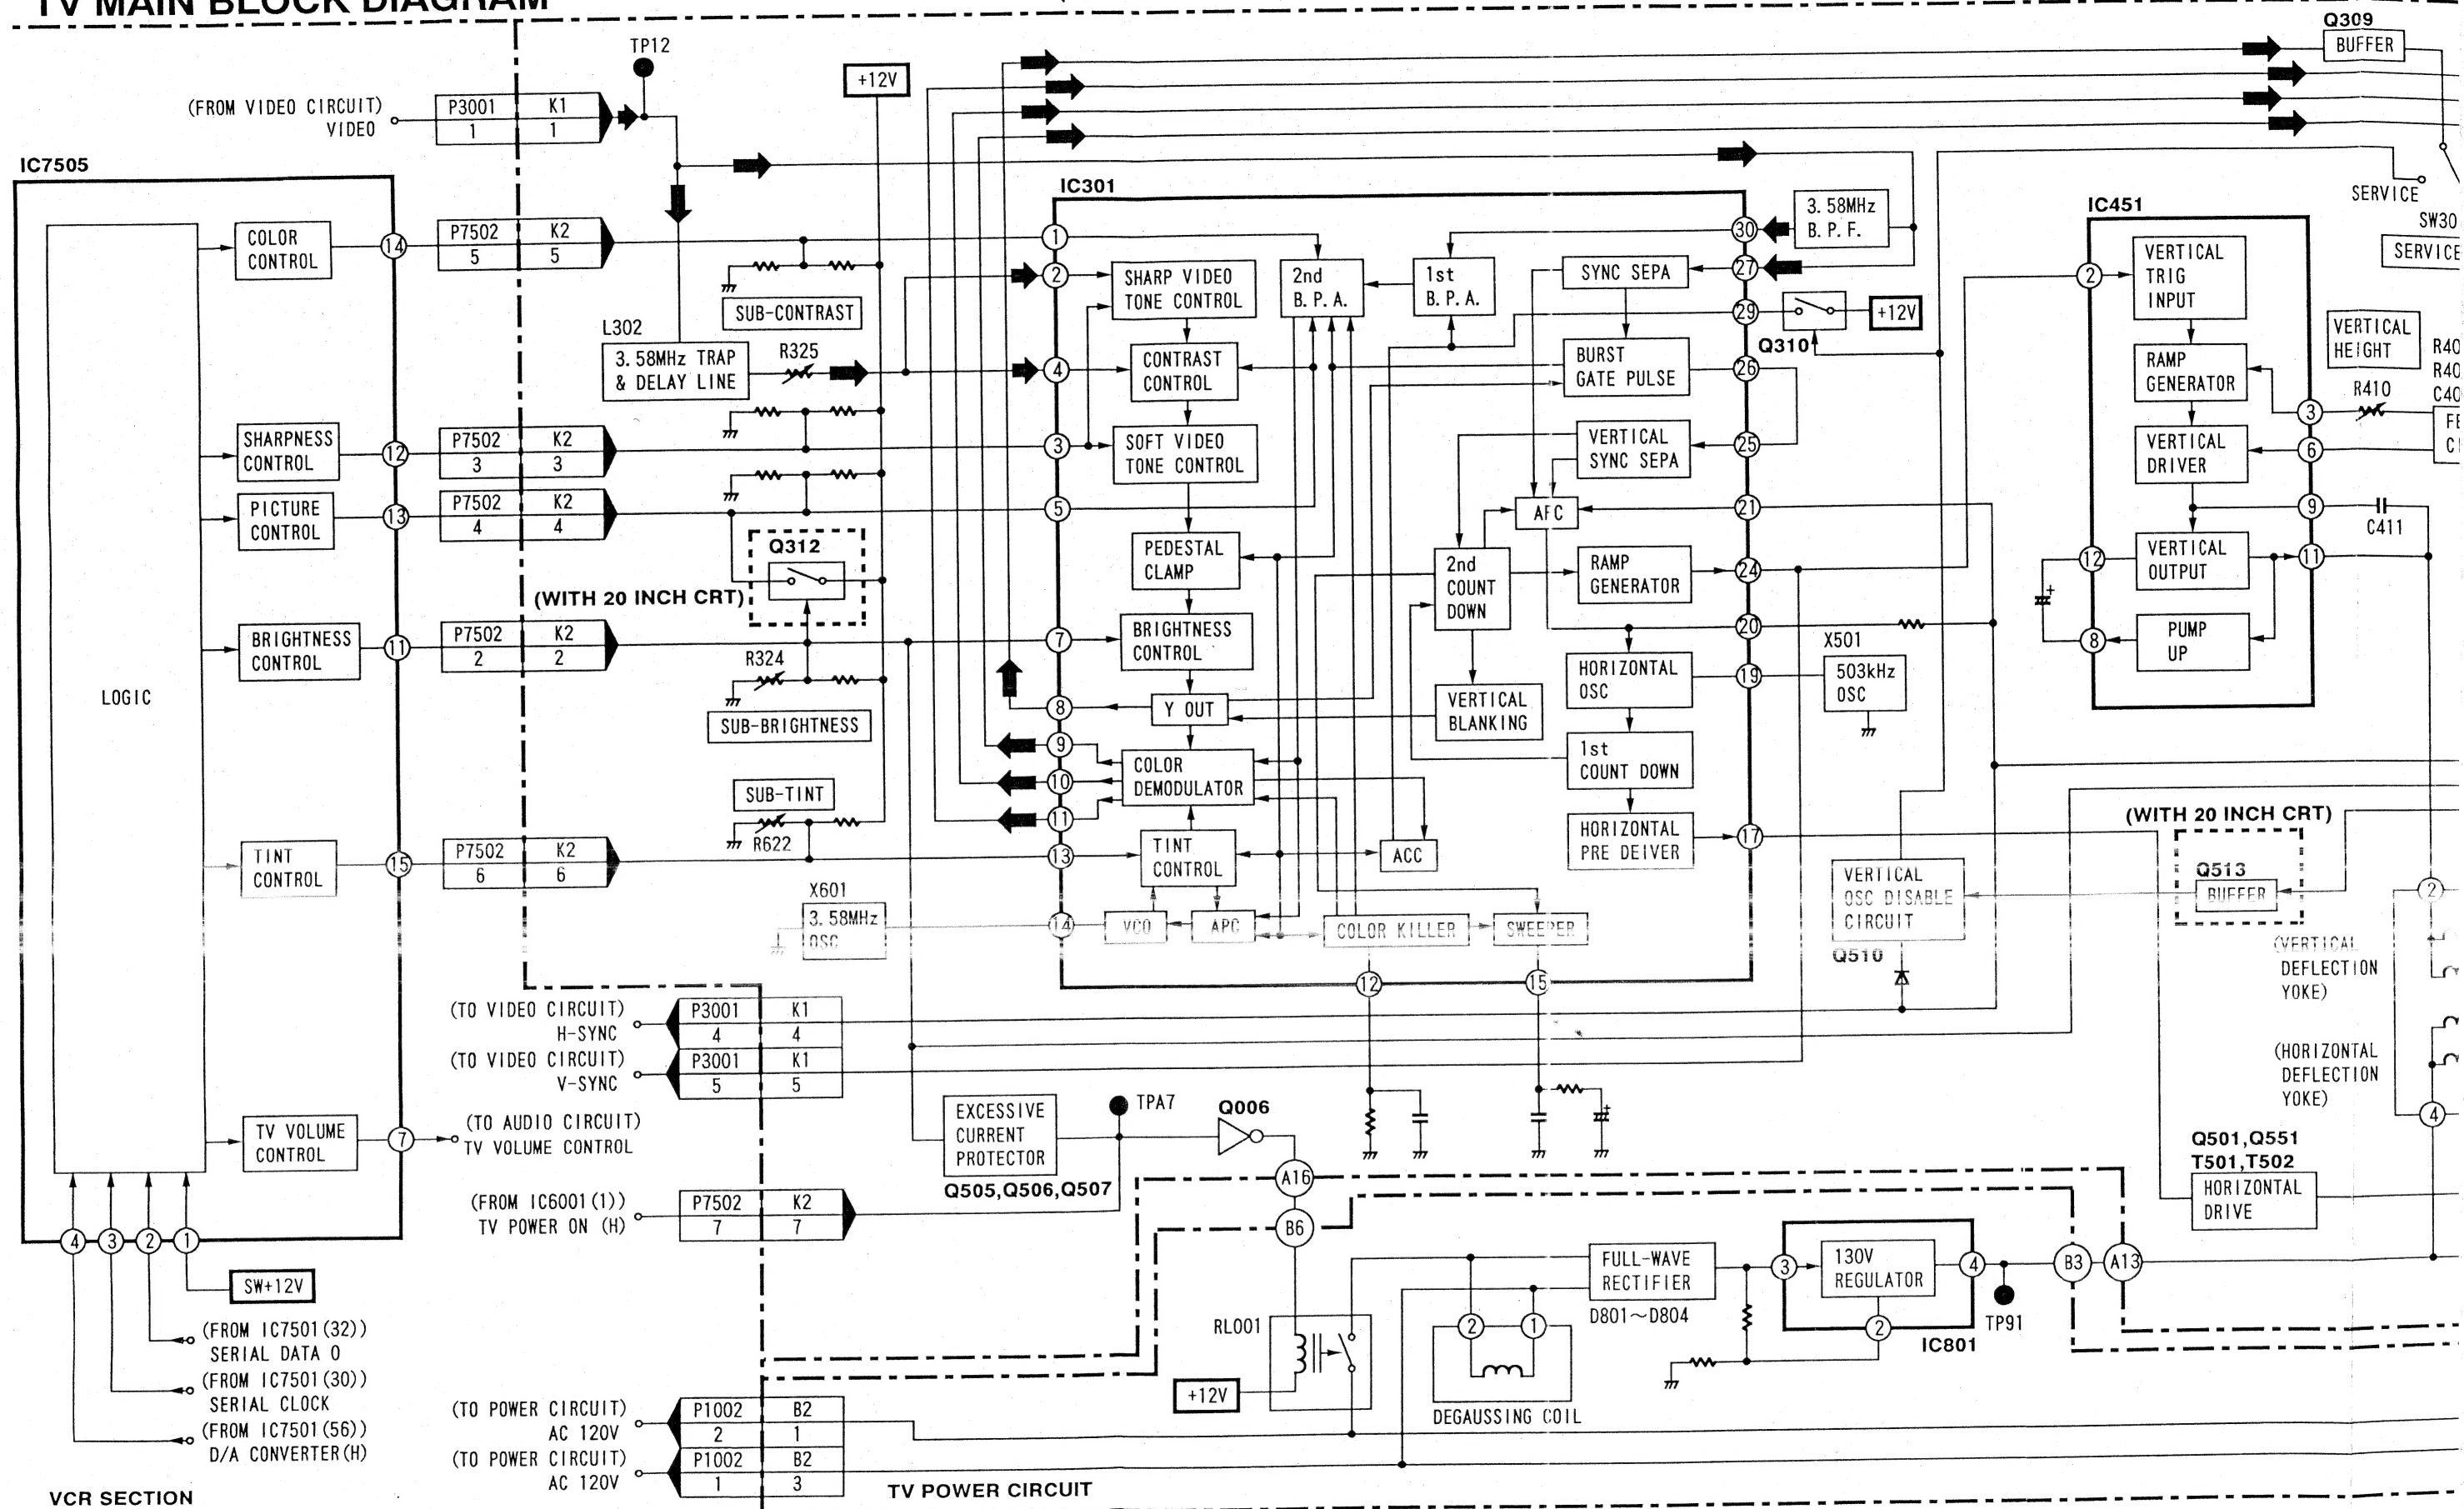 TV MAIN BLOCK DIAGRAM
Q309
BUFFER
TP12
+12V
(FROM VIDEO CIRCUIT)
VIDEO
P3001 K1
1 1
IC7505
IC301
SERVICE
IC451
COLOR
CONTROL
14
P7502 K2
5 5
1
2
SHARP VIDEO
TONE CONTROL
2nd
B. P. A.
1st
B. P. A.
SYNC SEPA
30
3. 58MHz
B. P. F.
27
29
+12V
Q310
2
VERTICAL
TRIG
INPUT
SERVICE
SUB-CONTRAST
L302
3. 58MHz TRAP
& DELAY LINE
R325
4
CONTRAST
CONTROL
BURST
GATE PULSE
26
RAMP
GENERATOR
VERTICAL
HEIGHT
R410
3
SHARPNESS
CONTROL
12
P7502 K2
3 3
3
SOFT VIDEO
TONE CONTROL
VERTICAL
SYNC SEPA
25
VERTICAL
DRIVER
6
PICTURE
CONTROL
13
P7502 K2
4 4
5
AFC
21
9
C411
Q312
(WITH 20 INCH CRT)
PEDESTAL
CLAMP
2nd
COUNT
DOWN
RAMP
GENERATOR
24
12
VERTICAL
OUTPUT
11
BRIGHTNESS
CONTROL
11
P7502 K2
2 2
7
BRIGHTNESS
CONTROL
20
8
PUMP
UP
LOGIC
R324
SUB-BRIGHTNESS
8
Y OUT
VERTICAL
BLANKING
HORIZONTAL
OSC
19
X501
503kHz
OSC
9
10
11
COLOR
DEMODULATOR
1st
COUNT DOWN
SUB-TINT
R622
(WITH 20 INCH CRT)
TINT
CONTROL
15
P7502 K2
6 6
13
TINT
CONTROL
ACC
HORIZONTAL
PRE DEIVER
17
X601
3. 58MHz
OSC
14
VCO
APC
COLOR KILLER
SWEEPER
VERTICAL
OSC DISABLE
CIRCUIT
Q510
Q513
BUFFER
2
(VERTICAL
DEFLECTION
YOKE)
12
15
(TO VIDEO CIRCUIT)
H-SYNC
P3001 K1
4 4
(TO VIDEO CIRCUIT)
V-SYNC
P3001 K1
5 5
(HORIZONTAL
DEFLECTION
YOKE)
4
TV VOLUME
CONTROL
7
(TO AUDIO CIRCUIT)
TV VOLUME CONTROL
EXCESSIVE
CURRENT
PROTECTOR
Q505,Q506,Q507
TPA7
Q006
A16
Q501,Q551
T501,T502
HORIZONTAL
DRIVE
(FROM IC6001(1))
TV POWER ON (H)
P7502 K2
7 7
B6
4 3 2 1
SW+12V
FULL-WAVE
RECTIFIER
D801~D804
3
130V
REGULATOR
4
2
IC801
TP91
B3
A13
RL001
+12V
2 1
DEGAUSSING COIL
(FROM IC7501(32))
SERIAL DATA O
(FROM IC7501(30))
SERIAL CLOCK
(FROM IC7501(56))
D/A CONVERTER(H)
(TO POWER CIRCUIT)
AC 120V
P1002 B2
2 1
(TO POWER CIRCUIT)
AC 120V
P1002 B2
1 3
VCR SECTION
TV POWER CIRCUIT